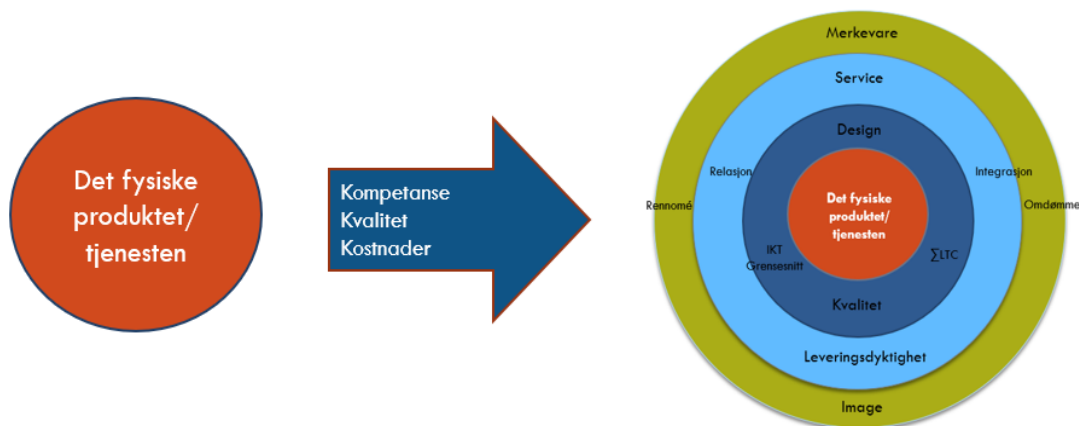 Det fysiske
produktet/
tjenesten
Kompetanse
Kvalitet
Kostnader
Merkevare
Service
Design
Relasjon
Integrasjon
Rennomé
Omdømme
Det fysiske
produktet/
tjenesten
IKT
Grensesnitt
∑LTC
Kvalitet
Leveringsdyktighet
Image